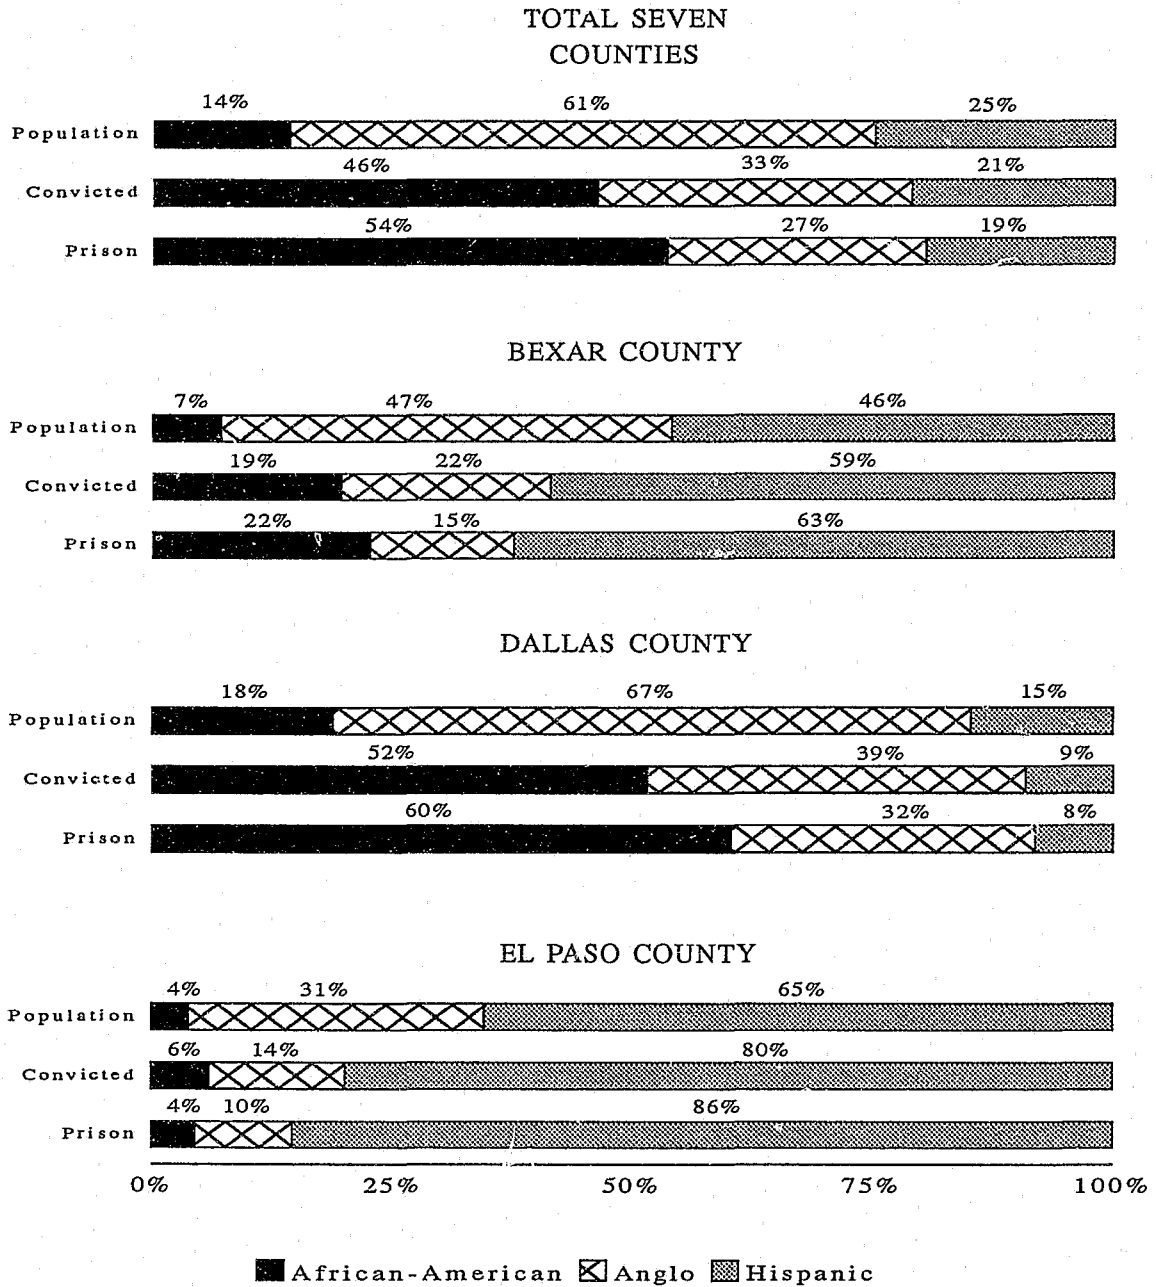 TOTAL SEVEN
COUNTIES
14% 61% 25%
Population
46% 33% 21%
Convicted
54% 27% 19%
Prison
BEXAR COUNTY
7% 47% 46%
Population
19% 22% 59%
Convicted
22% 15% 63%
Prison
DALLAS COUNTY
18% 67% 15%
Population
52% 39% 9%
Convicted
60% 32% 8%
Prison
EL PASO COUNTY
4% 31% 65%
Population
6% 14% 80%
Convicted
4% 10% 86%
Prison
0% 25% 50% 75% 100%
African-American Anglo Hispanic